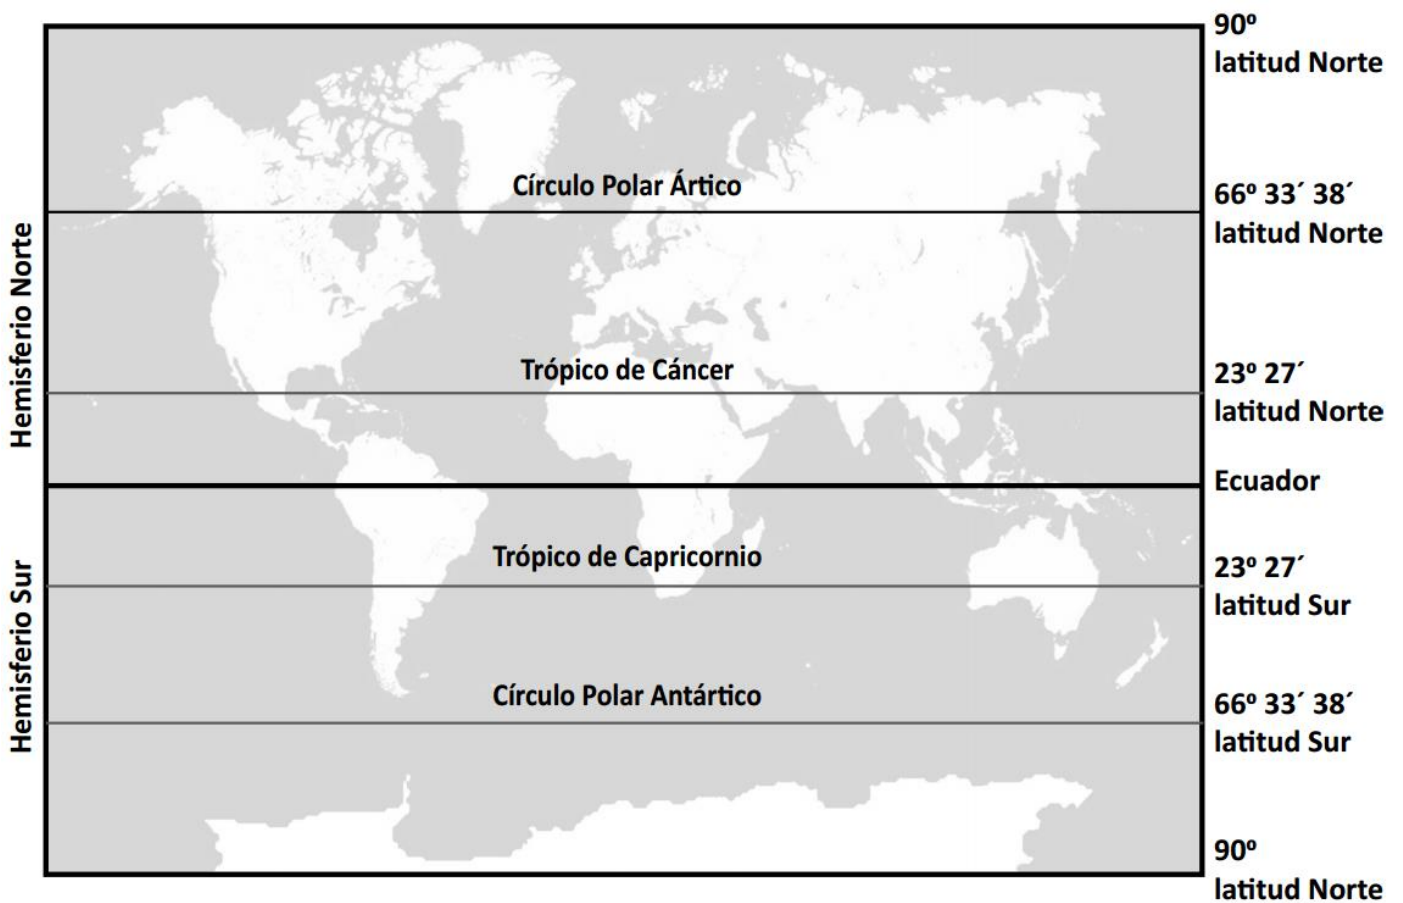 90º
latitud Norte
Círculo Polar Ártico
66º 33´ 38´
latitud Norte
Hemisferio Norte
Trópico de Cáncer
23º 27´
latitud Norte
Ecuador
Trópico de Capricornio
23º 27´
latitud Sur
Hemisferio Sur
Círculo Polar Antártico
66º 33´ 38´
latitud Sur
90º
latitud Norte